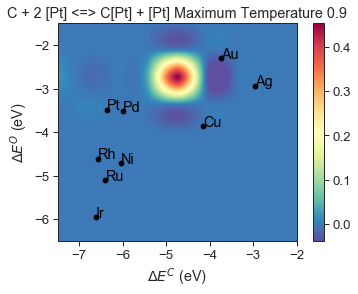 C + 2 [Pt] <=> C[Pt] + [Pt] Maximum Temperature 0.9
−2
−3
−4
−5
−6
ΔE^O (eV)
Au
Ag
Pt
Pd
Cu
Rh
Ni
Ru
Ir
−7
−6
−5
−4
−3
−2
ΔE^C (eV)
0.4
0.3
0.2
0.1
0.0